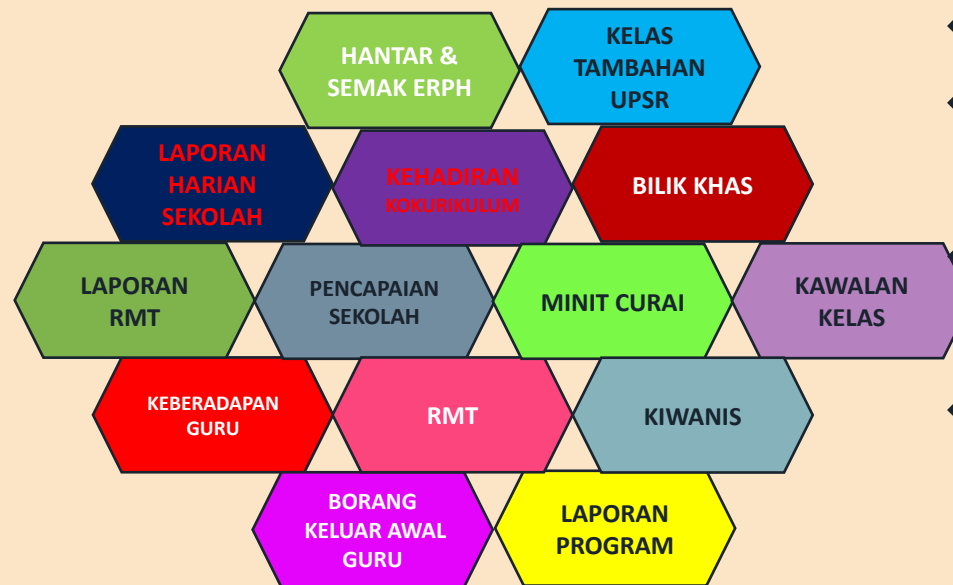 HANTAR &
SEMAK ERPH
KELAS
TAMBAHAN
UPSR
LAPORAN
HARIAN
SEKOLAH
KEHADIRAN
KOKURIKULUM
BILIK KHAS
LAPORAN
RMT
PENCAPAIAN
SEKOLAH
MINIT CURAI
KAWALAN
KELAS
KEBERADAPAN
GURU
RMT
KIWANIS
BORANG
KELUAR AWAL
GURU
LAPORAN
PROGRAM